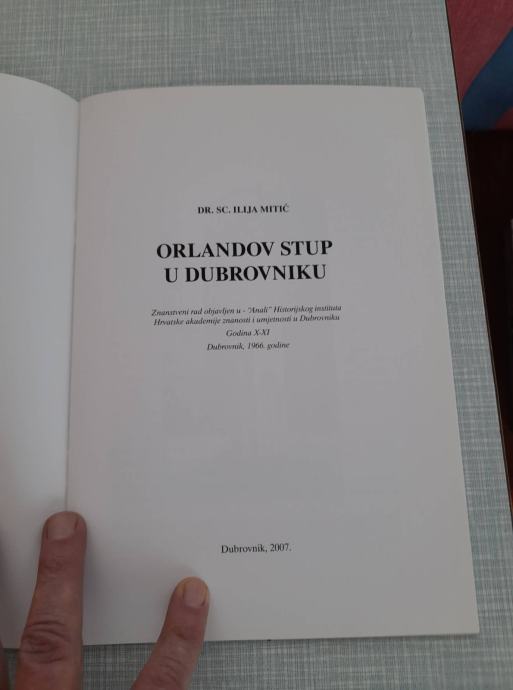 DR. SC. ILIJA MITIĆ
ORLANDOV STUP
U DUBROVNIKU
Znanstveni rad objavljen u - "Anali" Historijskog instituta
Hrvatske akademije znanosti i umjetnosti u Dubrovniku
Godina X-XI
Dubrovnik, 1966. godine
Dubrovnik, 2007.